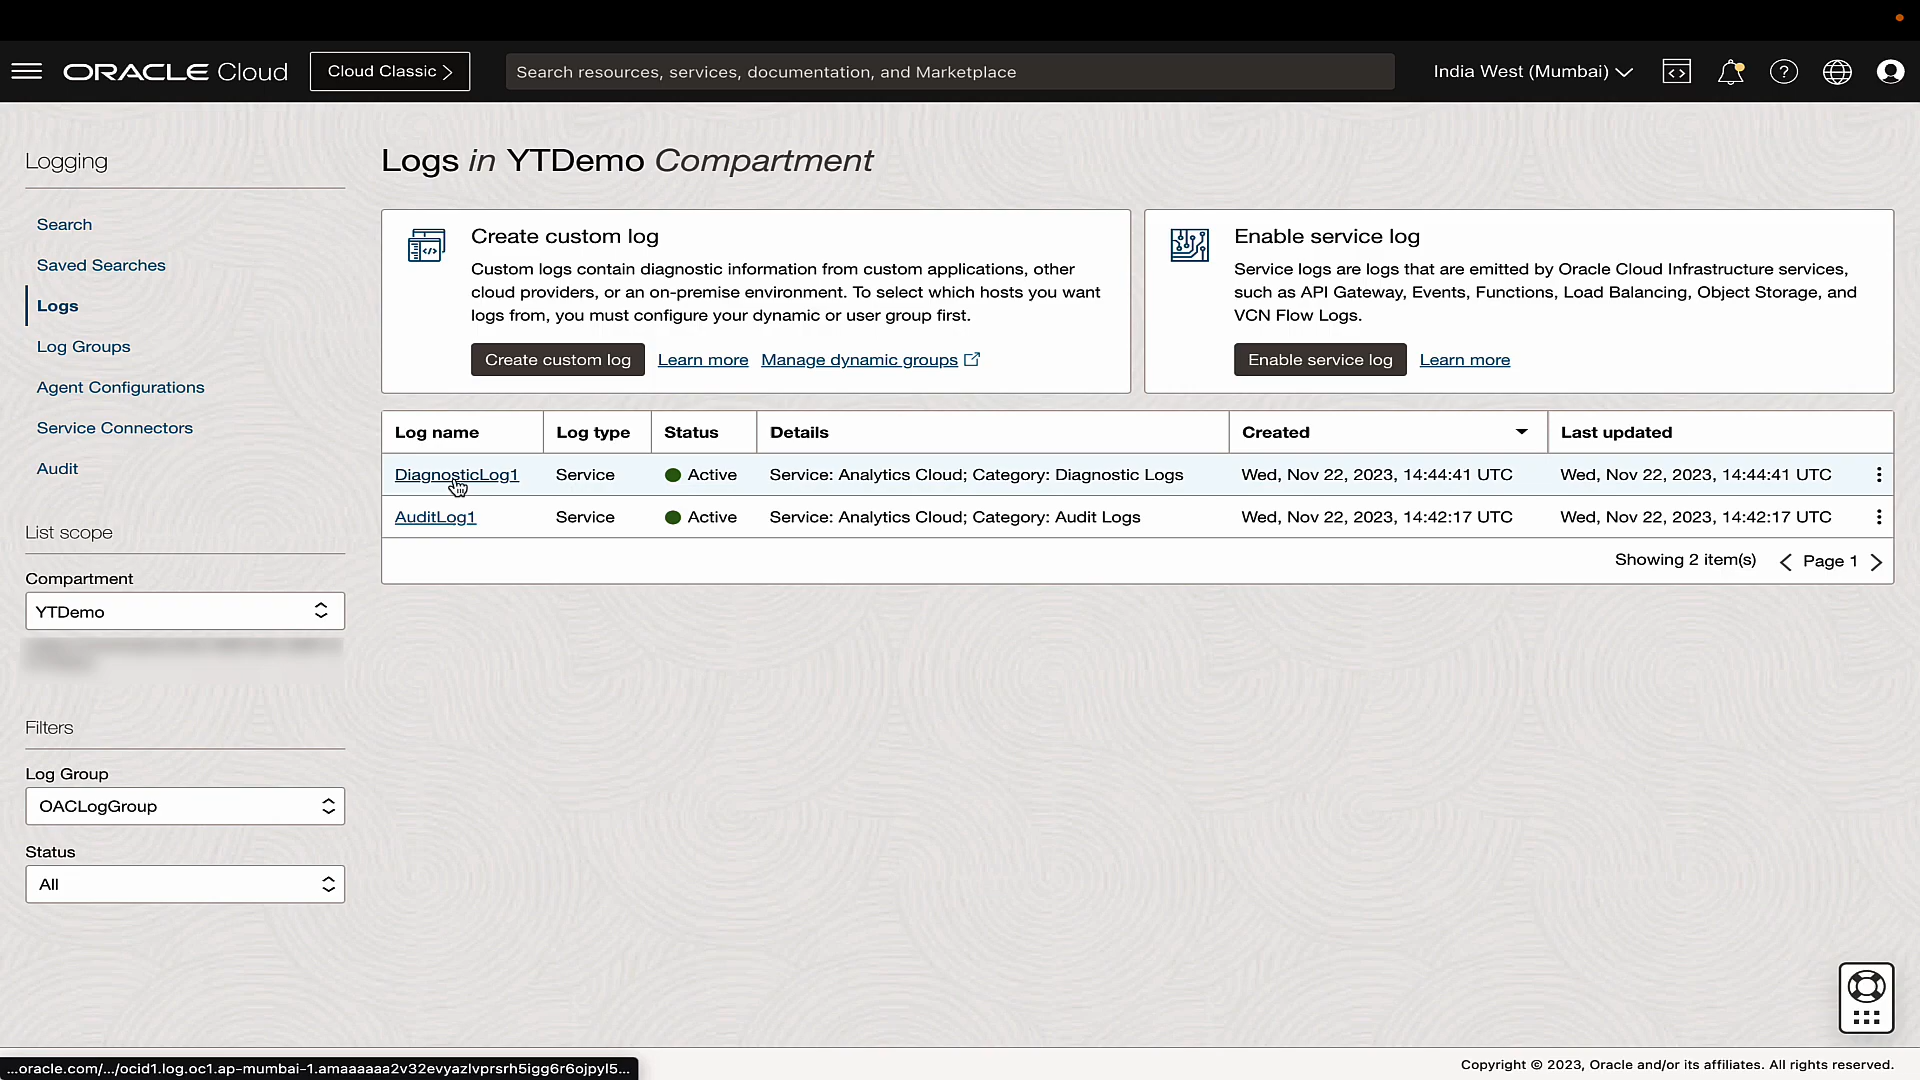 ORACLE Cloud
Cloud Classic
Search resources, services, documentation, and Marketplace
India West (Mumbai)
Logging
Search
Saved Searches
Logs
Log Groups
Agent Configurations
Service Connectors
Audit
List scope
Compartment
YTDemo
Filters
Log Group
OACLogGroup
Status
All
Logs in YTDemo Compartment
Create custom log
Custom logs contain diagnostic information from custom applications, other
cloud providers, or an on-premise environment. To select which hosts you want
logs from, you must configure your dynamic or user group first.
Create custom log Learn more Manage dynamic groups
Enable service log
Service logs are logs that are emitted by Oracle Cloud Infrastructure services,
such as API Gateway, Events, Functions, Load Balancing, Object Storage, and
VCN Flow Logs.
Enable service log Learn more
Log name Log type Status Details Created Last updated
DiagnosticLog1 Service Active Service: Analytics Cloud; Category: Diagnostic Logs Wed, Nov 22, 2023, 14:44:41 UTC Wed, Nov 22, 2023, 14:44:41 UTC
AuditLog1 Service Active Service: Analytics Cloud; Category: Audit Logs Wed, Nov 22, 2023, 14:42:17 UTC Wed, Nov 22, 2023, 14:42:17 UTC
Showing 2 item(s) Page 1
...oracle.com/.../ocid1.log.oc1.ap-mumbai-1.amaaaaaa2v32evyazlvprsrh5igg6r6ojpyl5...
Copyright © 2023, Oracle and/or its affiliates. All rights reserved.